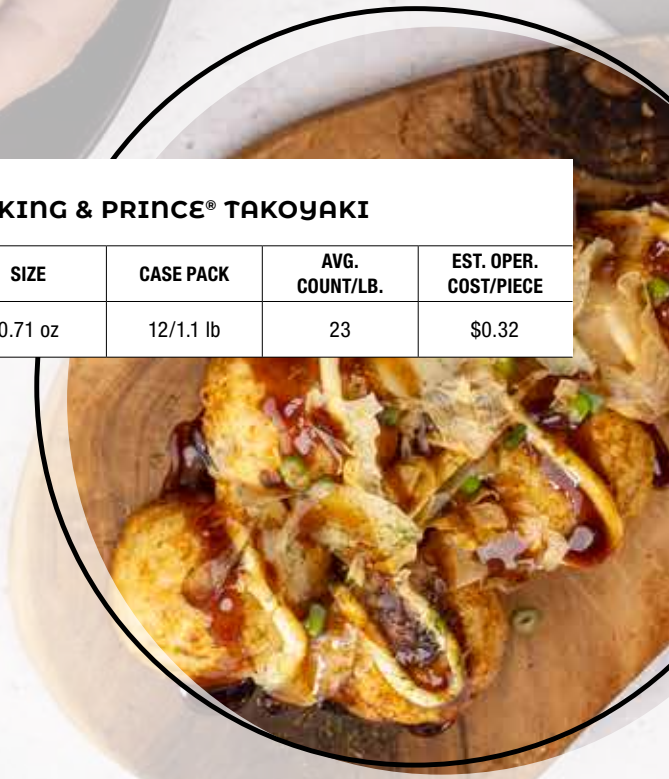 KING & PRINCE® TAKOYAKI
SIZE CASE PACK AVG. COUNT/LB. EST. OPER. COST/PIECE
0.71 oz 12/1.1 lb 23 $0.32